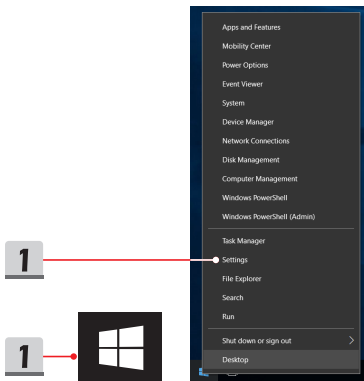 Apps and Features
Mobility Center
Power Options
Event Viewer
System
Device Manager
Network Connections
Disk Management
Computer Management
Windows PowerShell
Windows PowerShell (Admin)
Task Manager
1
Settings
File Explorer
Search
Run
1
Shut down or sign out
Desktop